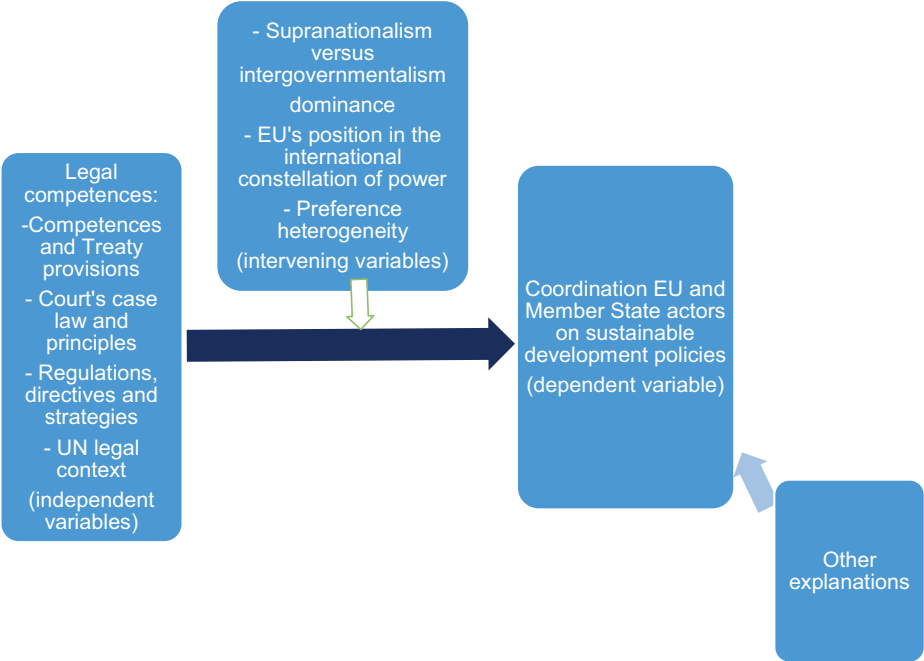 - Supranationalism
versus
intergovernmentalism
dominance
- EU's position in the
international
constellation of power
- Preference
heterogeneity
(intervening variables)
Legal
competences:
-Competences
and Treaty
provisions
- Court's case
law and
principles
- Regulations,
directives and
strategies
- UN legal
context
(independent
variables)
Coordination EU and
Member State actors
on sustainable
development policies
(dependent variable)
Other
explanations